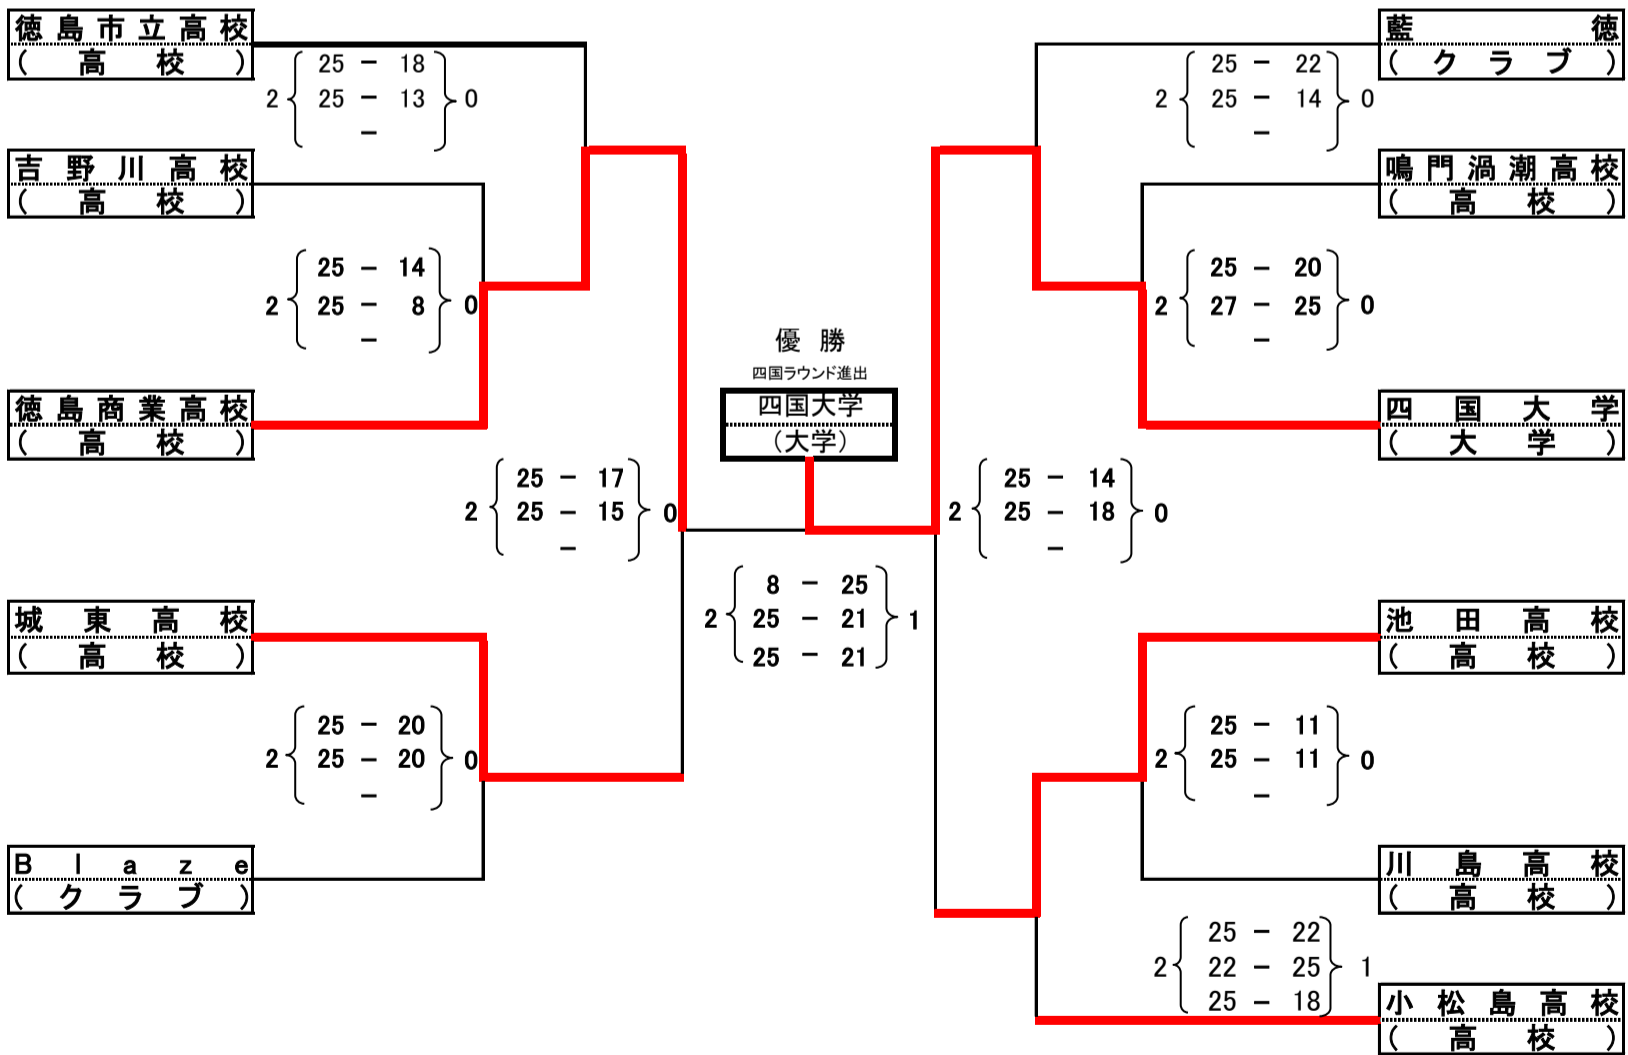 徳島市立高校
(高校)
2 25 - 18 0
25 - 13
-
吉野川高校
(高校)
2 25 - 14 0
25 - 8
-
徳島商業高校
(高校)
2 25 - 17 0
25 - 15
-
城東高校
(高校)
2 25 - 20 0
25 - 20
-
Blaze
(クラブ)
優勝
四国ラウンド進出
四国大学
(大学)
2 8 - 25 1
25 - 21
25 - 21
藍徳
(クラブ)
2 25 - 22 0
25 - 14
-
鳴門渦潮高校
(高校)
2 25 - 20 0
27 - 25
-
四国大学
(大学)
2 25 - 14 0
25 - 18
-
池田高校
(高校)
2 25 - 11 0
25 - 11
-
川島高校
(高校)
2 25 - 22 1
22 - 25
25 - 18
小松島高校
(高校)